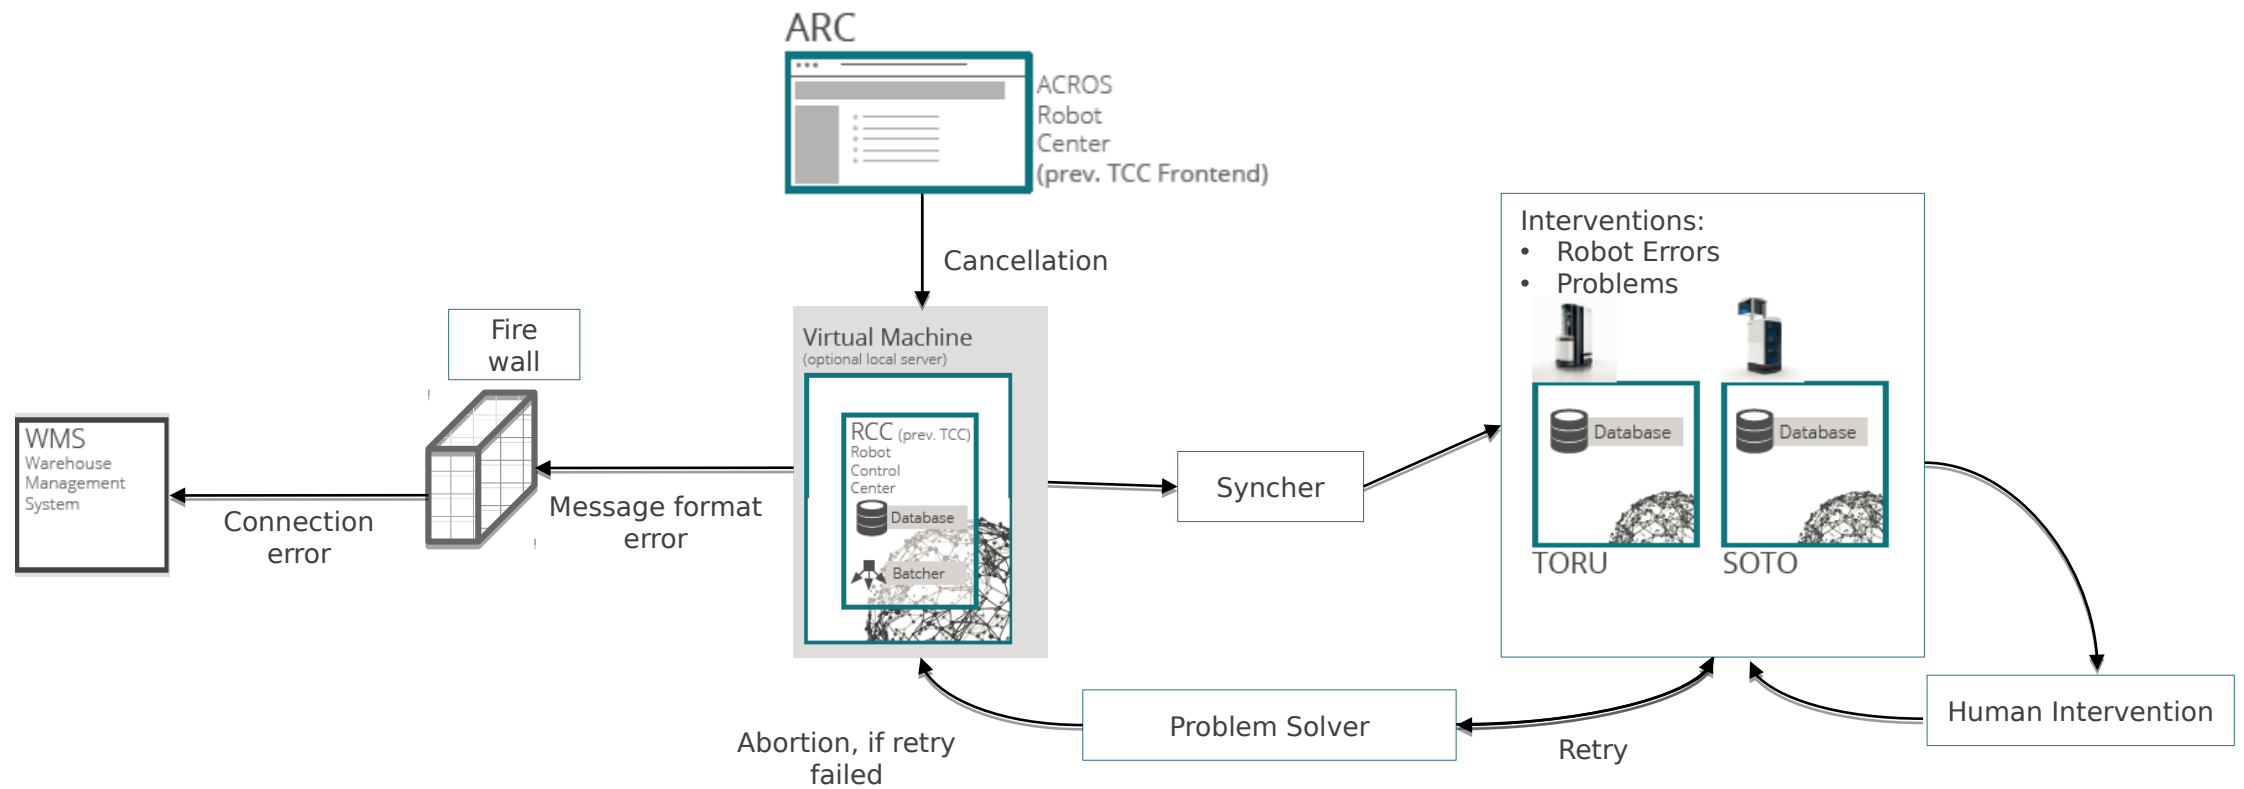 ARC
ACROS
Robot
Center
(prev. TCC Frontend)
Cancellation
Interventions:
• Robot Errors
• Problems
Fire
wall
Virtual Machine
(optional local server)
WMS
Warehouse
Management
System
RCC (prev. TCC)
Robot
Control
Center
Database
Batcher
Connection
error
Message format
error
Syncher
Database
Database
TORU
SOTO
Human Intervention
Problem Solver
Retry
Abortion, if retry
failed